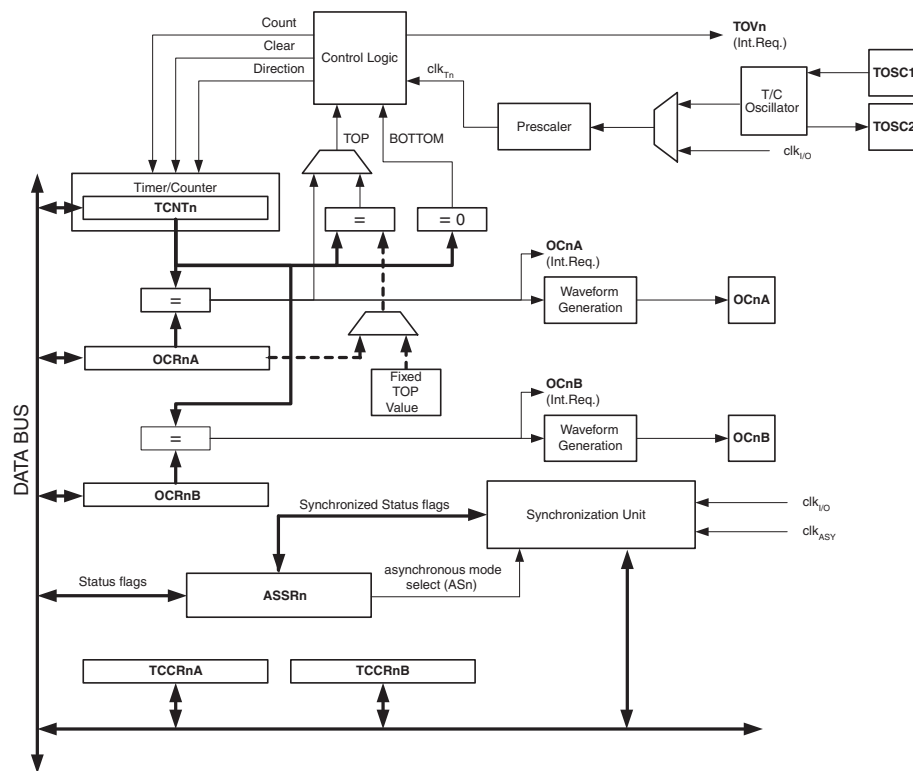 Count
Clear
Direction
Control Logic
clkTn
TOVn
(Int.Req.)
TOSC1
T/C
Oscillator
TOSC2
Prescaler
clkI/O
TOP
BOTTOM
Timer/Counter
TCNTn
=
= 0
OCnA
(Int.Req.)
=
Waveform
Generation
OCnA
OCRnA
Fixed
TOP
Value
OCnB
(Int.Req.)
=
Waveform
Generation
OCnB
DATA BUS
OCRnB
Synchronized Status flags
Synchronization Unit
clkI/O
clkASY
Status flags
ASSRn
asynchronous mode
select (ASn)
TCCRnA
TCCRnB